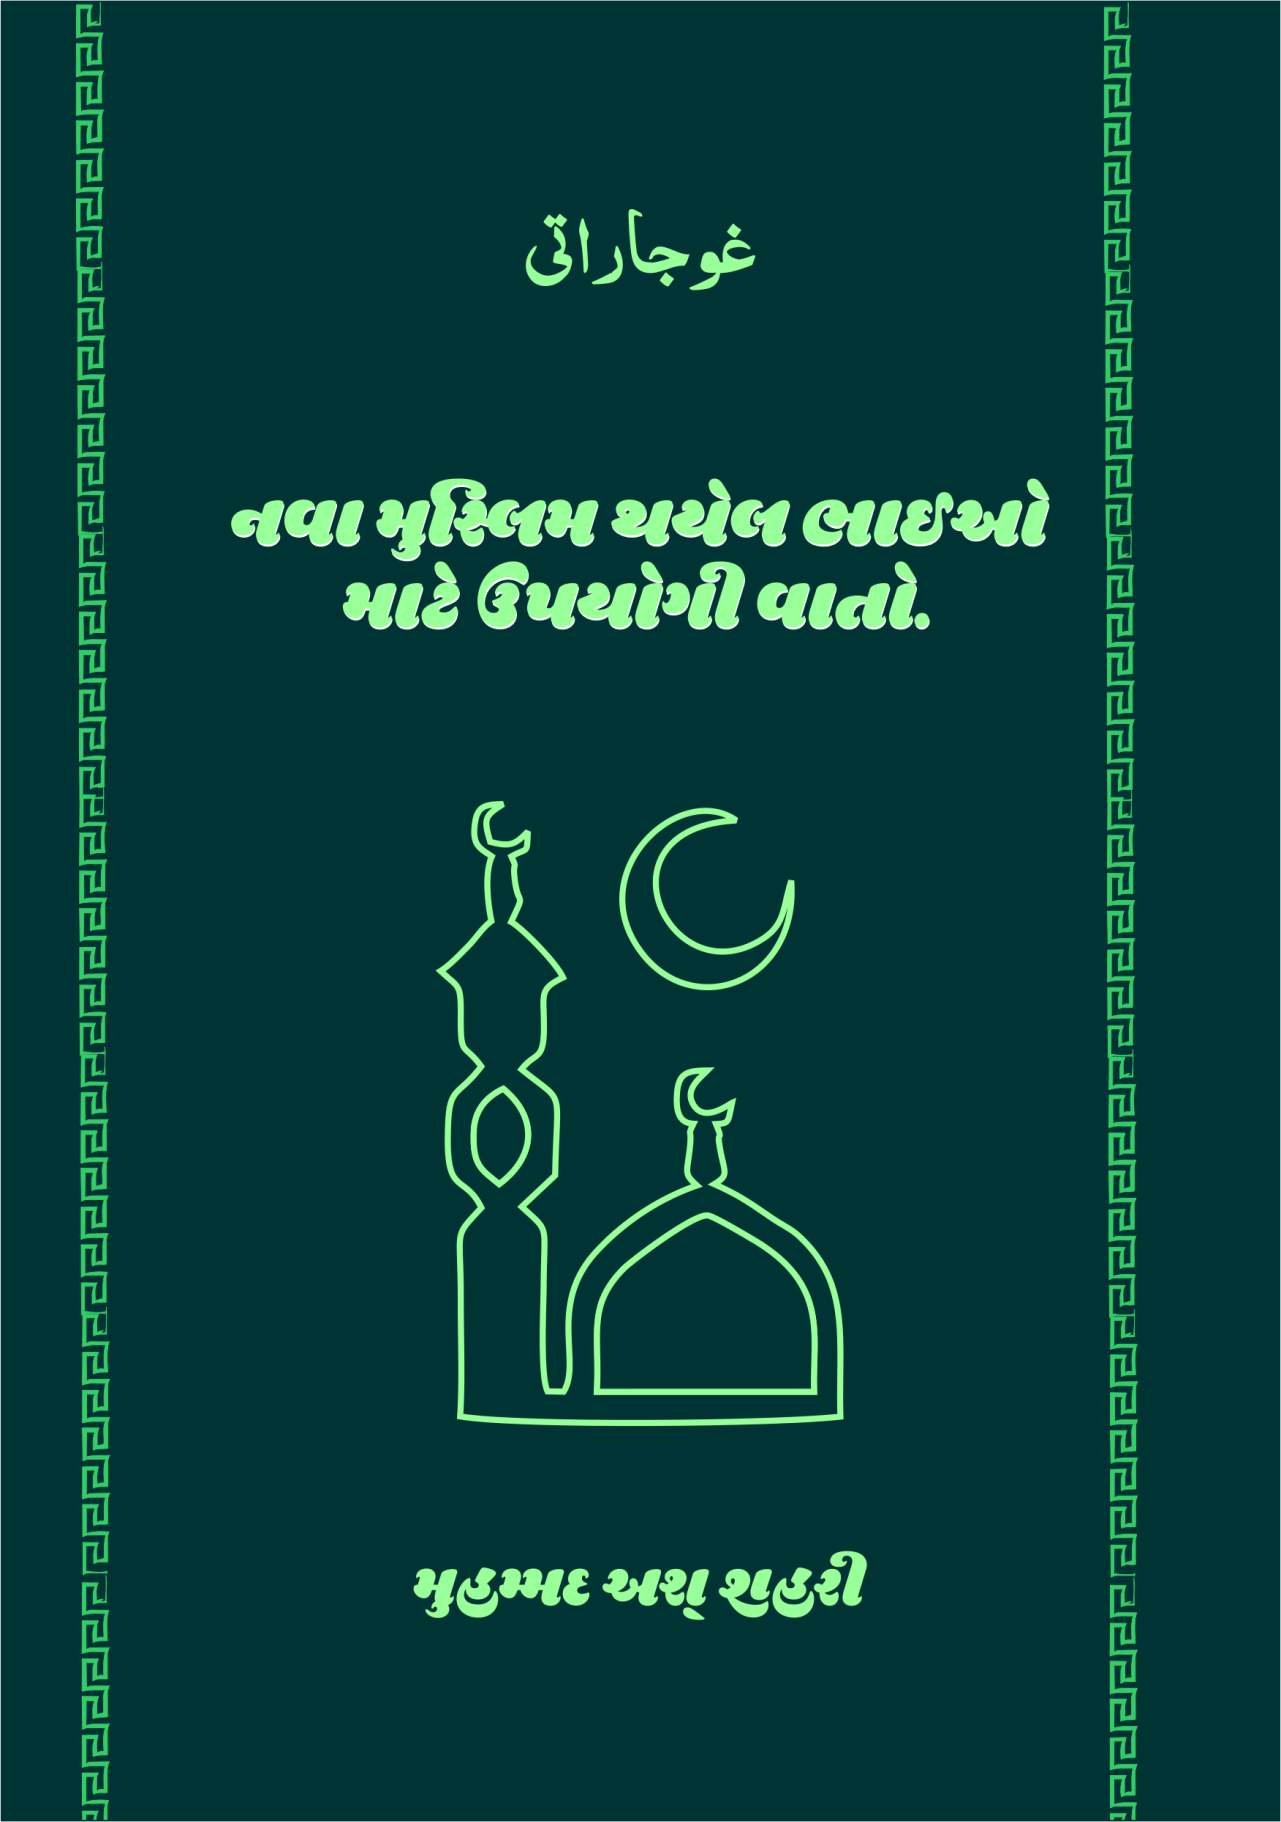 غوجاراتي
નવા મુસ્લિમ થયેલ ભાઈઓ
માટે ઉપયોગી વાતો.
મુહમ્મદ અશ્ શહરી